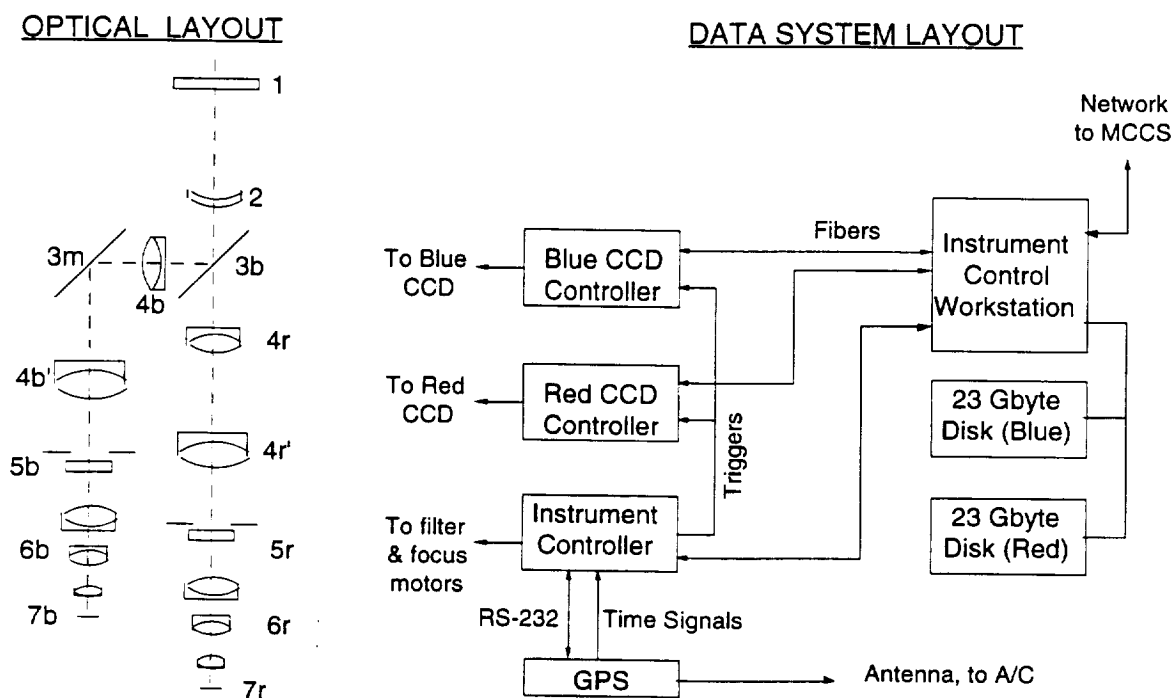 OPTICAL LAYOUT
1
2
3m
3b
4b
4r
4b'
4r'
5b
5r
6b
6r
7b
7r
DATA SYSTEM LAYOUT
Network
to MCCS
Fibers
To Blue
CCD
Blue CCD
Controller
Instrument
Control
Workstation
To Red
CCD
Red CCD
Controller
Triggers
23 Gbyte
Disk (Blue)
To filter
& focus
motors
Instrument
Controller
23 Gbyte
Disk (Red)
RS-232
Time Signals
GPS
Antenna, to A/C